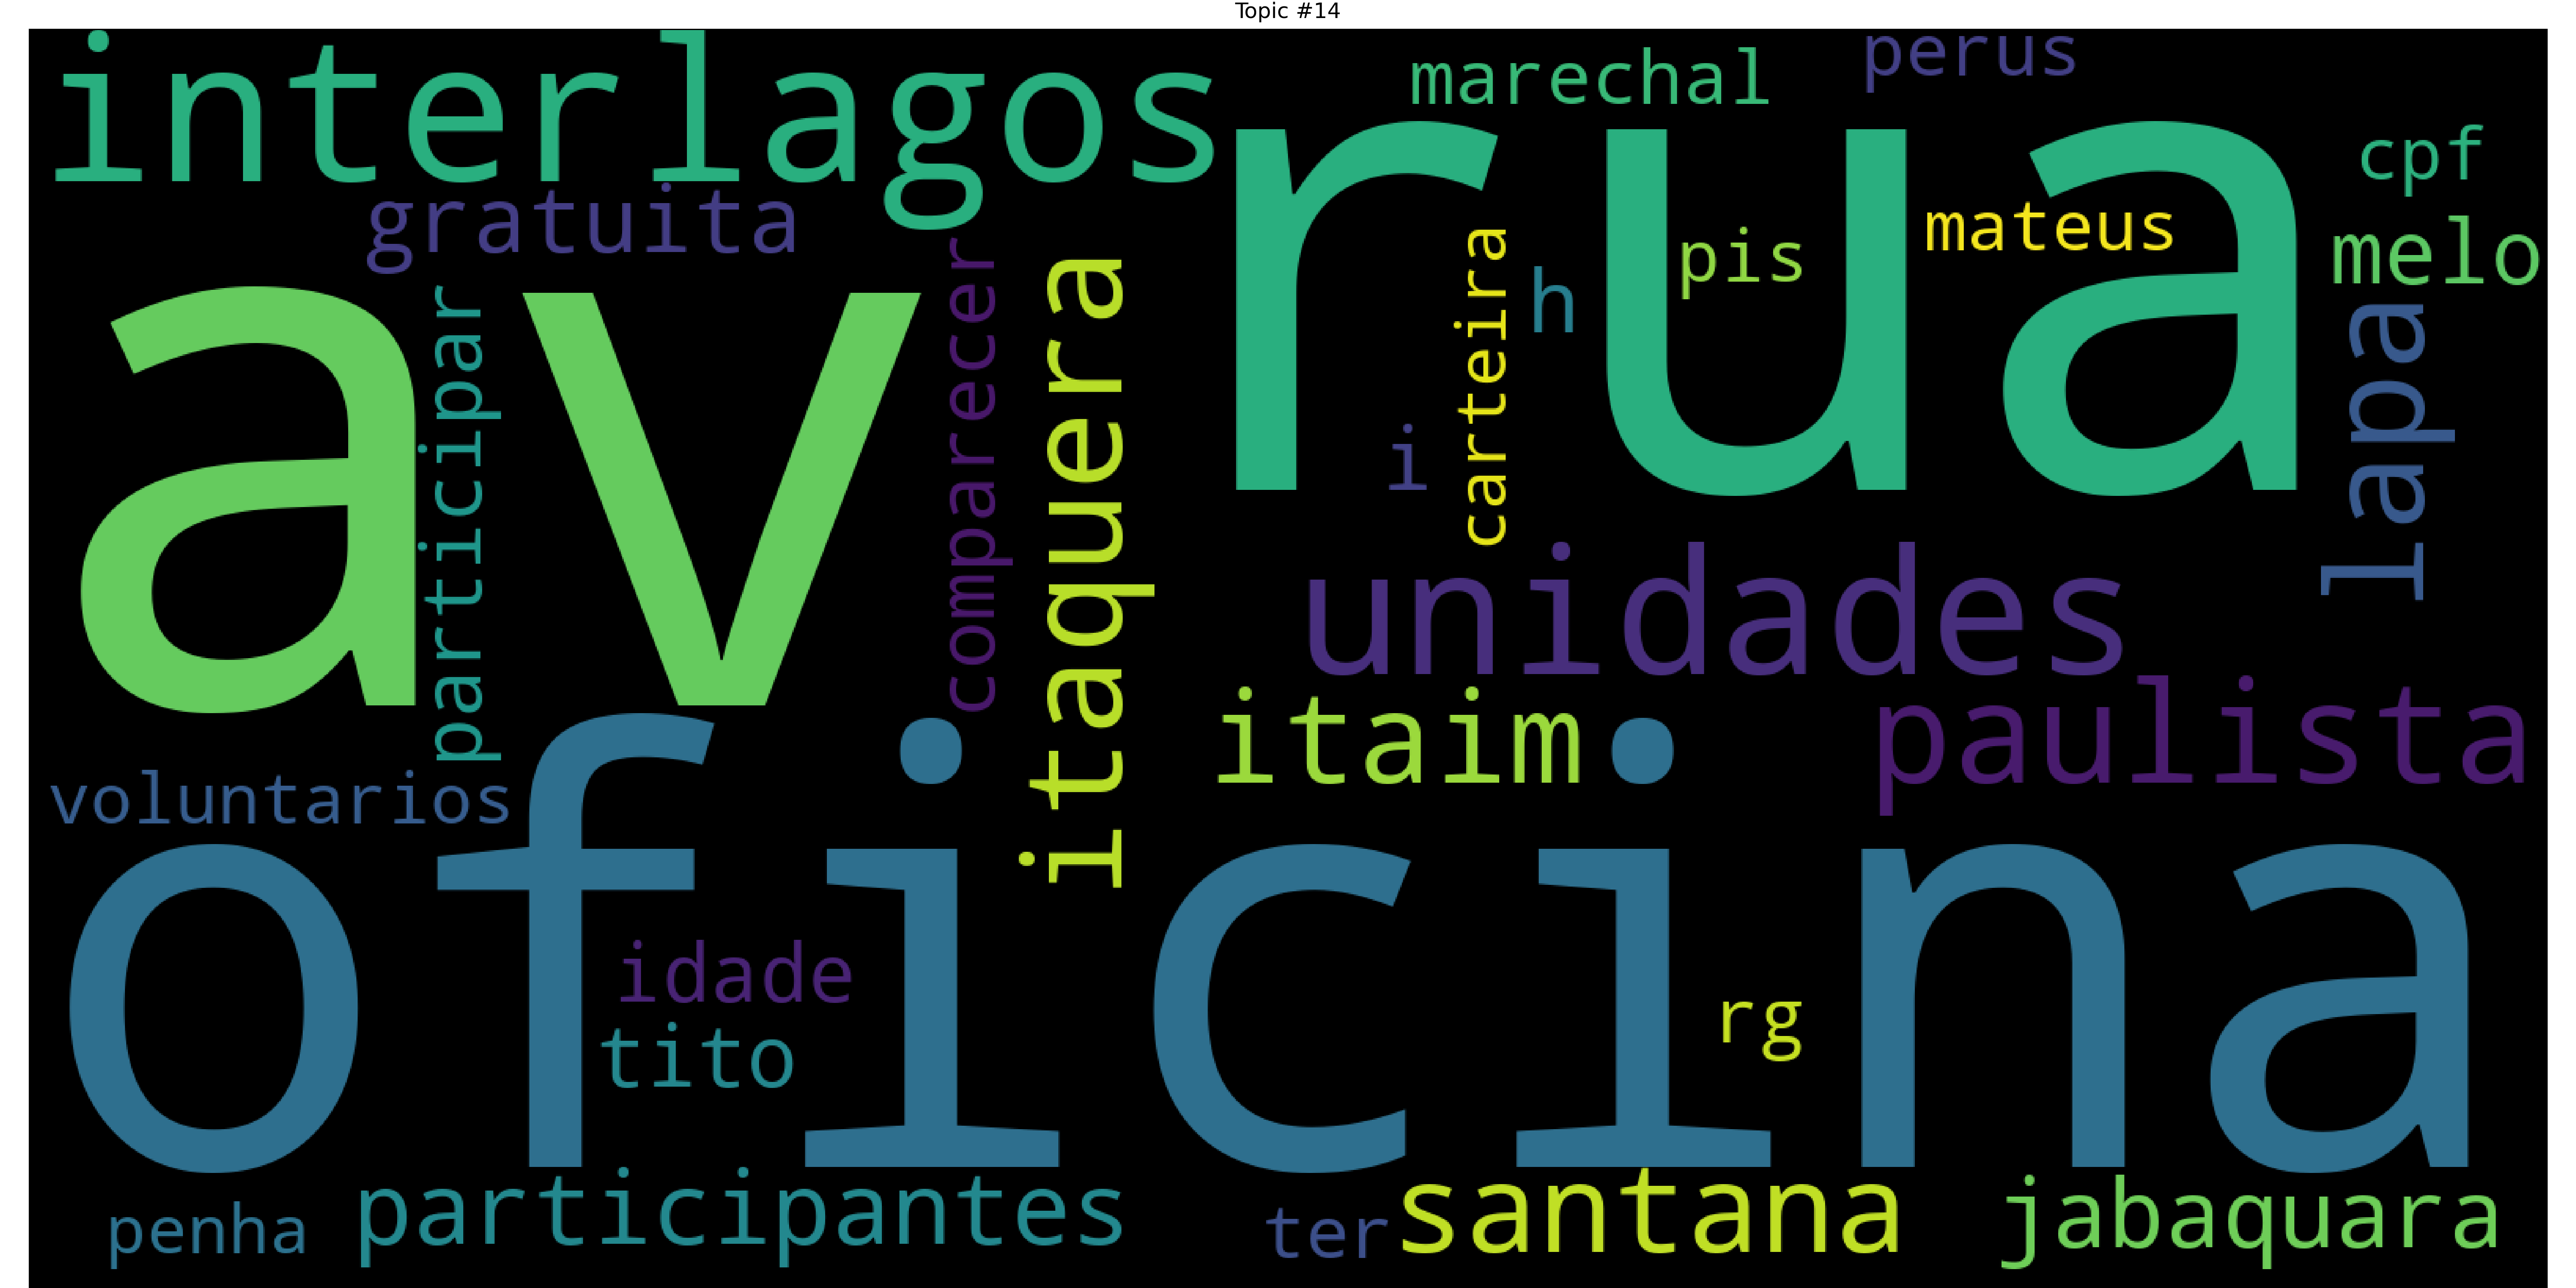 Topic #14
interlagos
marechal
perus
rua
cpf
gratuita
mateus
melo
pis
av
participar
comparecer
itaquera
carteira
h
i
lapa
unidades
itaim
paulista
voluntarios
oficina
idade
tito
rg
penha
participantes
ter
santana
jabaquara